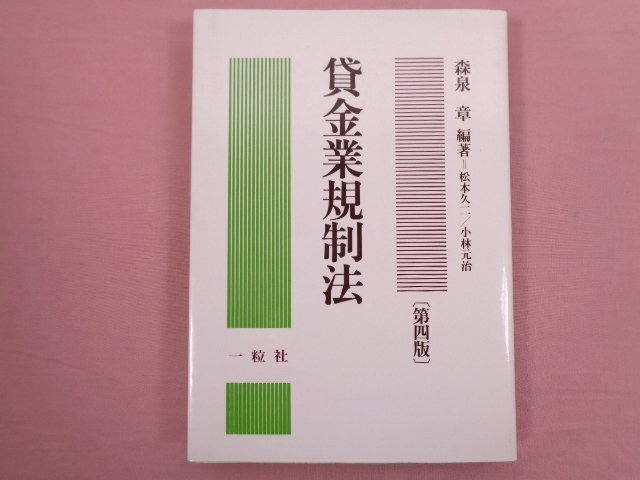 森泉 章 編著＝松本久二／小林元治
貸金業規制法
〔第四版〕
一粒社